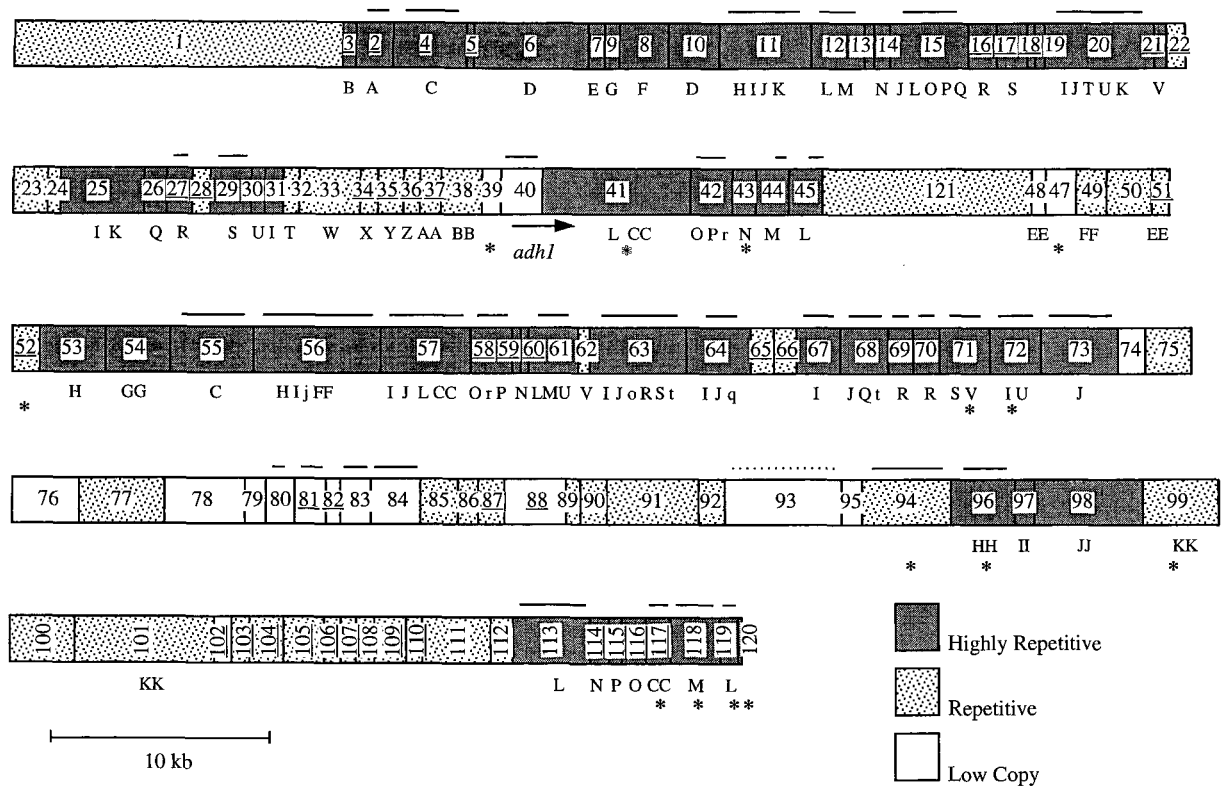 1 3 2 4 5 6 7 9 8 10 11 12 13 14 15 16 17 18 19 20 21 22
B A C D E G F D H I J K L M N J L O P Q R S I J T U K V
23 24 25 26 27 28 29 30 31 32 33 34 35 36 37 38 39 40 41 42 43 44 45 121 48 47 49 50 51
I K Q R S U I T W X Y Z AA BB L CC O P r N M L EE FF EE
* adh1 * * *
52 53 54 55 56 57 58 59 60 61 62 63 64 65 66 67 68 69 70 71 72 73 74 75
H GG C H I j FF I J L CC O r P N L M U V I J o R S t I J q I J Q t R R S V I U J
* * *
76 77 78 79 80 81 82 83 84 85 86 87 88 89 90 91 92 93 95 94 96 97 98 99
HH II JJ KK
* * *
100 101 102 103 104 105 106 107 108 109 110 111 112 113 114 115 116 117 118 119 120
KK L N P O CC M L
* * * *
10 kb
Highly Repetitive
Repetitive
Low Copy